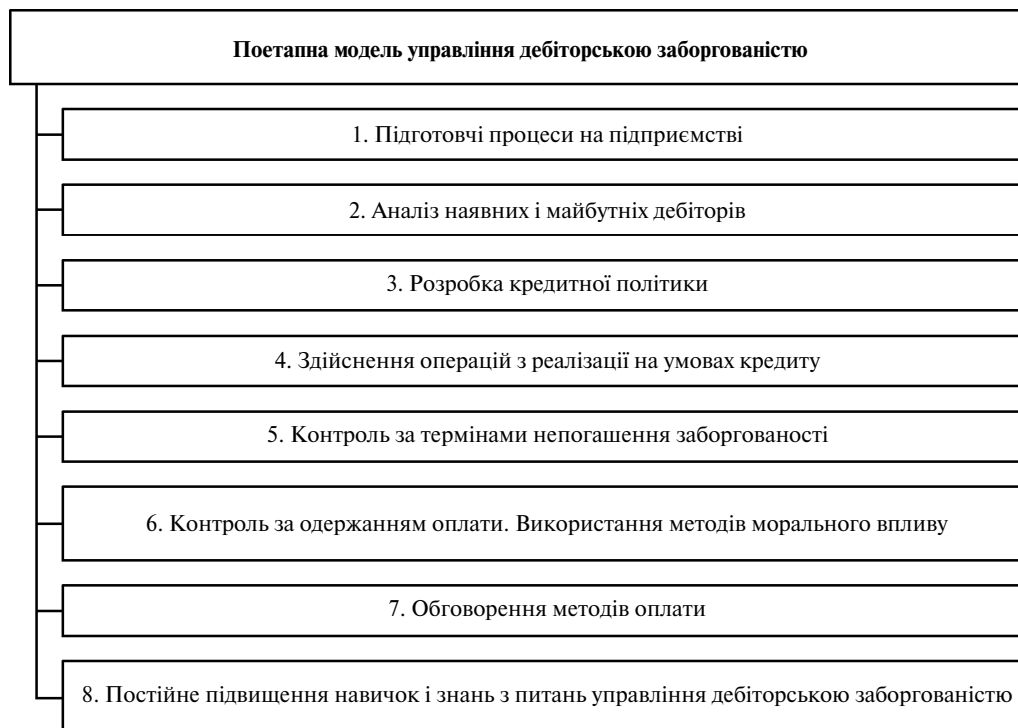 Поетапна модель управління дебіторською заборгованістю
1. Підготовчі процеси на підприємстві
2. Аналіз наявних і майбутніх дебіторів
3. Розробка кредитної політики
4. Здійснення операцій з реалізації на умовах кредиту
5. Контроль за термінами непогашення заборгованості
6. Контроль за одержанням оплати. Використання методів морального впливу
7. Обговорення методів оплати
8. Постійне підвищення навичок і знань з питань управління дебіторською заборгованістю